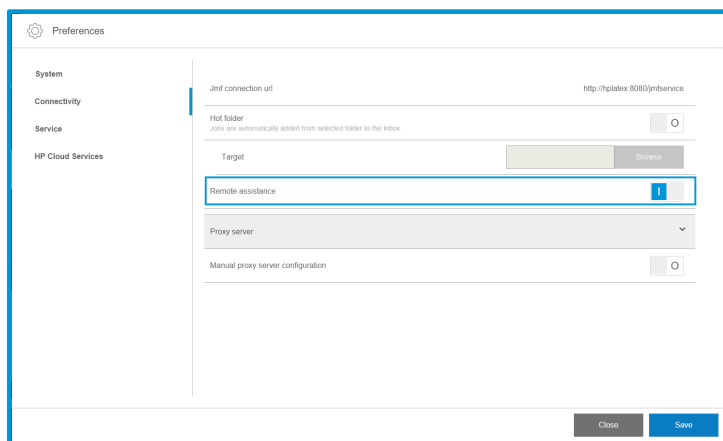 Preferences
System
Connectivity
Service
HP Cloud Services
Jmf connection url http://hplatex:8080/jmfservice
Hot folder
Jobs are automatically added from selected folder to the inbox
Target Browse
Remote assistance
Proxy server
Manual proxy server configuration
Close Save